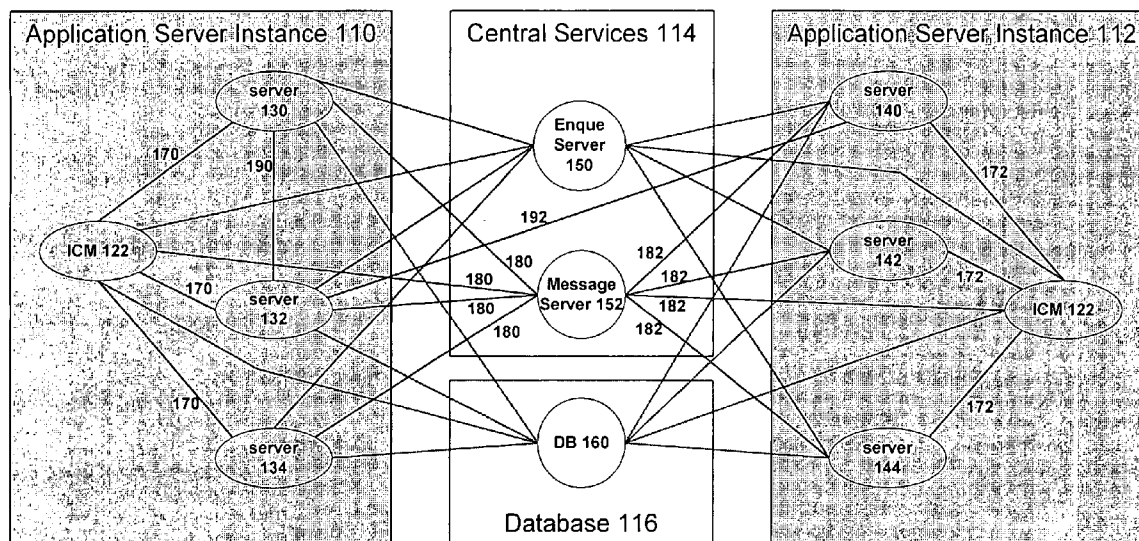 Application Server Instance 110
Central Services 114
Application Server Instance 112
server
130
server
140
Enque
Server
150
170
190
172
192
ICM 122
server
142
180
182
180
182
172
170
server
132
Message
Server 152
ICM 122
180
182
180
182
170
172
server
134
DB 160
server
144
Database 116